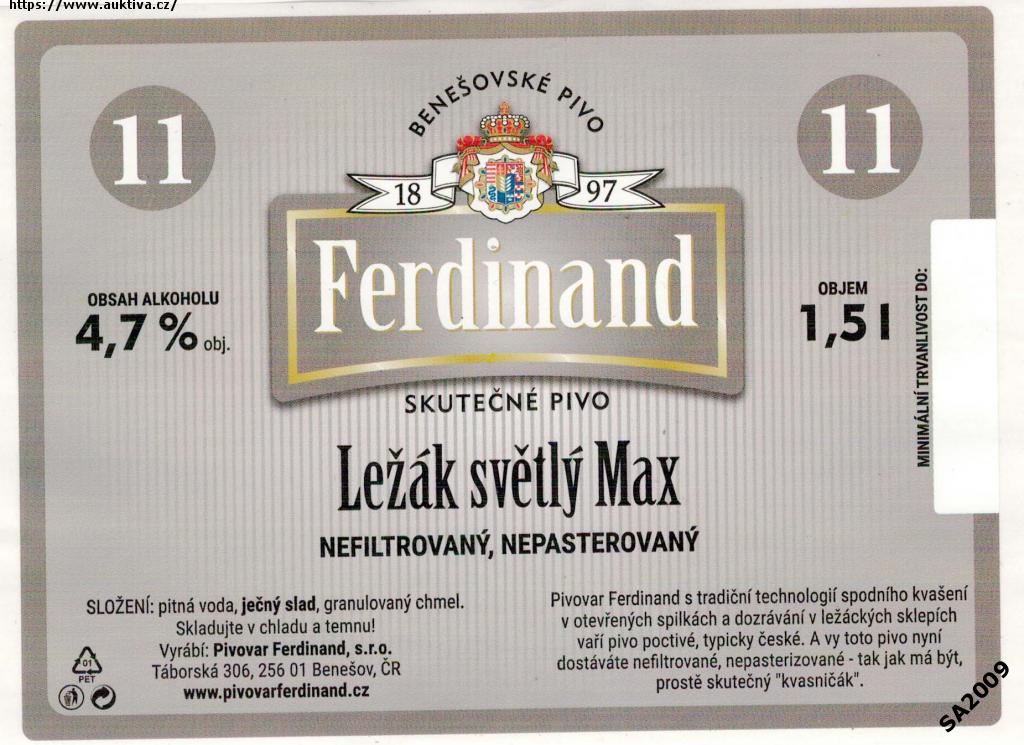 https://www.auktiva.cz/
BENEŠOVSKÉ PIVO
11
11
18 97
Ferdinand
OBSAH ALKOHOLU
4,7 % obj.
OBJEM
1,5 l
MINIMÁLNÍ TRVANLIVOST DO:
SKUTEČNÉ PIVO
Ležák světlý Max
NEFILTROVANÝ, NEPASTEROVANÝ
SLOŽENÍ: pitná voda, ječný slad, granulovaný chmel.
Skladujte v chladu a temnu!
Vyrábí: Pivovar Ferdinand, s.r.o.
Táborská 306, 256 01 Benešov, ČR
www.pivovarferdinand.cz
01
PET
Pivovar Ferdinand s tradiční technologií spodního kvašení
v otevřených spilkách a dozrávání v ležáckých sklepích
vaří pivo poctivé, typicky české. A vy toto pivo nyní
dostáváte nefiltrované, nepasterizované - tak jak má být,
prostě skutečný "kvasničák".
SA2009